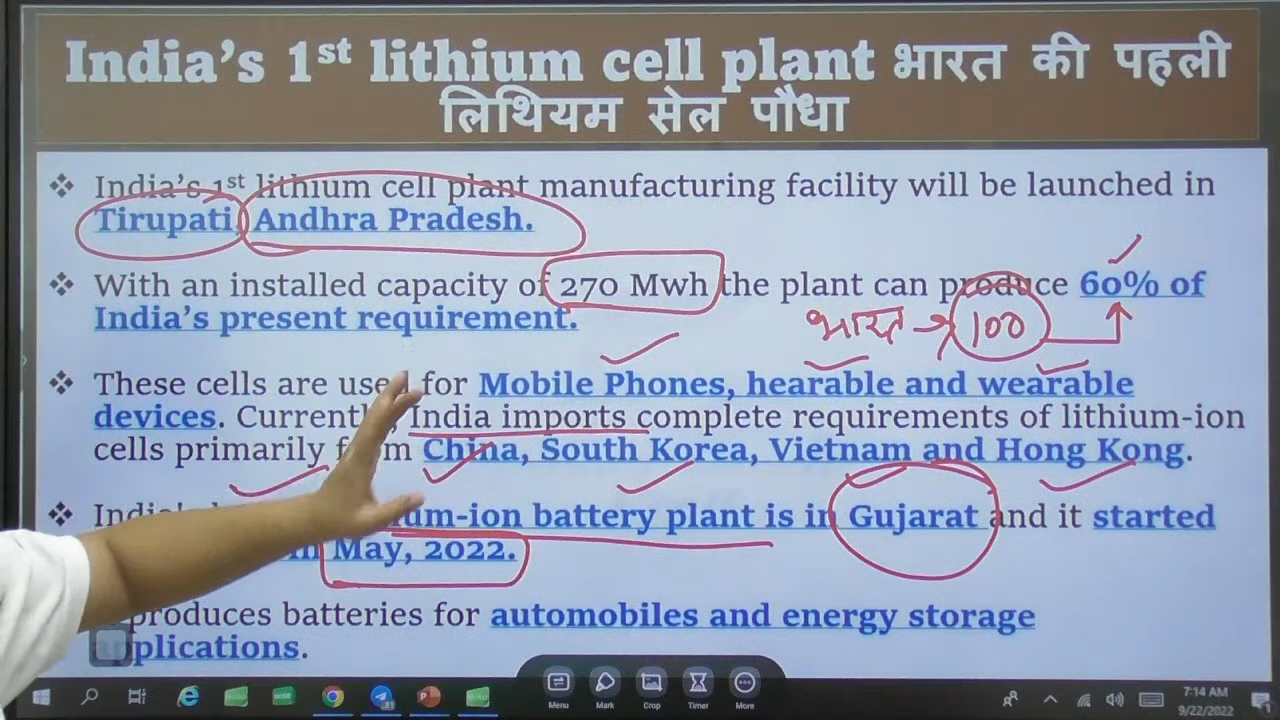 India's 1st lithium cell plant भारत की पहली
लिथियम सेल पौधा
❖ India's 1st lithium cell plant manufacturing facility will be launched in
Tirupati, Andhra Pradesh.
❖ With an installed capacity of 270 Mwh the plant can produce 60% of
India's present requirement.
भारत → 100
❖ These cells are used for Mobile Phones, hearable and wearable
devices. Currently, India imports complete requirements of lithium-ion
cells primarily from China, South Korea, Vietnam and Hong Kong.
❖ -ion battery plant is in Gujarat and it started
in May, 2022.
produces batteries for automobiles and energy storage
applications.
Menu Mark Crop Timer More
7:14 AM
9/22/2022